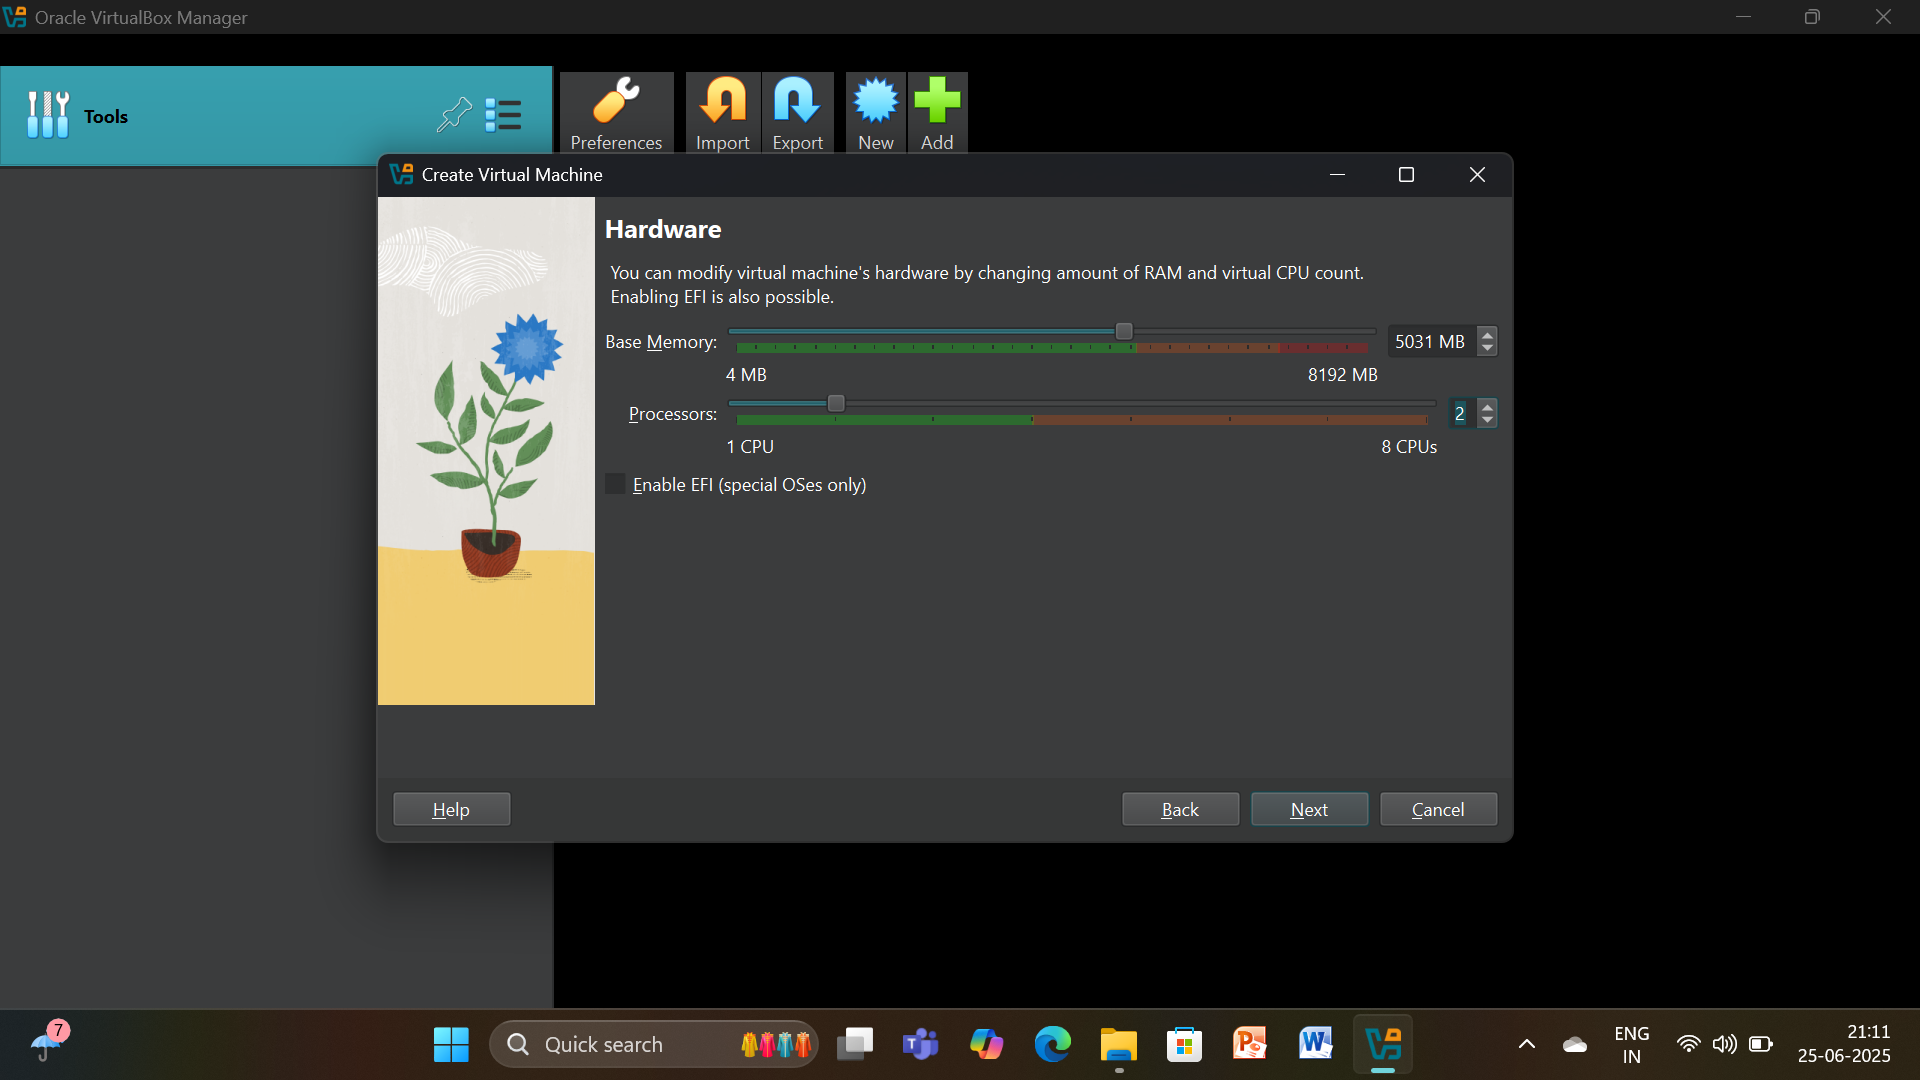 Oracle VirtualBox Manager
Tools
Preferences
Import
Export
New
Add
Create Virtual Machine
Hardware
You can modify virtual machine's hardware by changing amount of RAM and virtual CPU count.
Enabling EFI is also possible.
Base Memory:
5031 MB
4 MB
8192 MB
Processors:
2
1 CPU
8 CPUs
Enable EFI (special OSes only)
Help
Back
Next
Cancel
7
Quick search
ENG
IN
21:11
25-06-2025